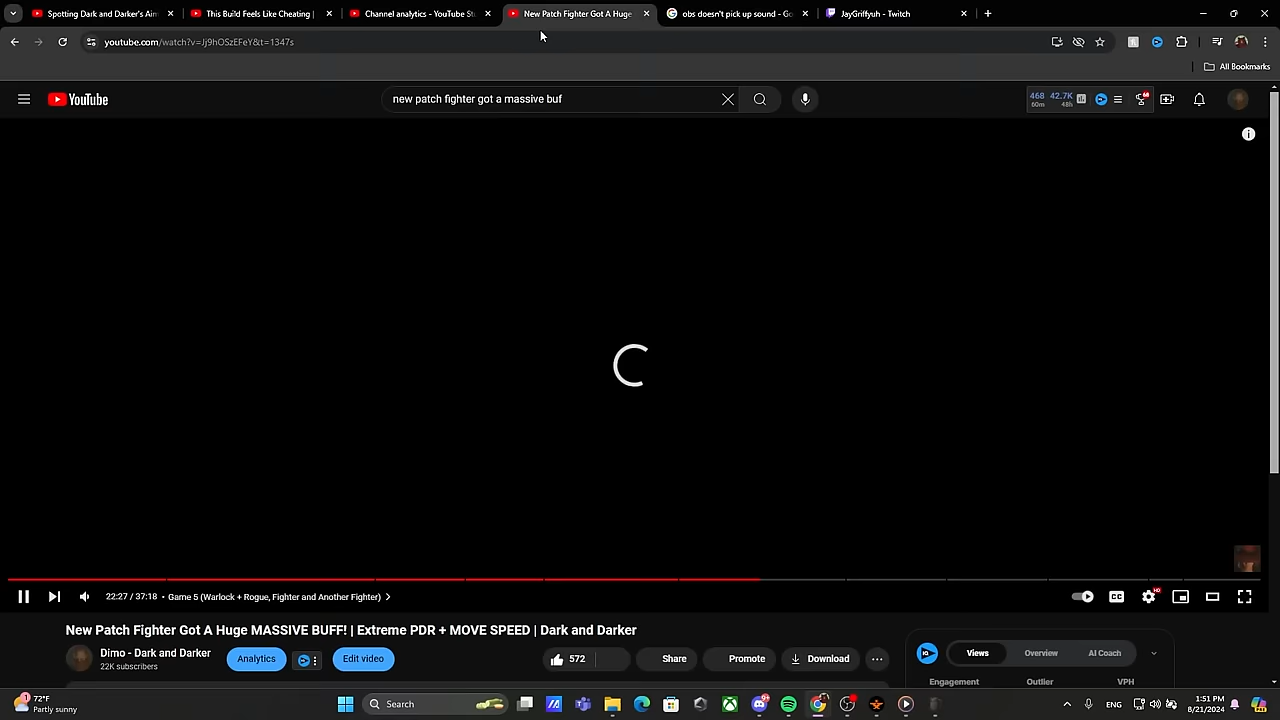 Spotting Dark and Darker's Aim
This Build Feels Like Cheating |
Channel analytics - YouTube St
New Patch Fighter Got A Huge
obs doesn't pick up sound - Go
JayGriffyuh - Twitch
youtube.com/watch?v=Jj9hOSzEFeY&t=1347s
All Bookmarks
YouTube
new patch fighter got a massive buf
468 42.7K
60m 48h
22:27 / 37:18 • Game 5 (Warlock + Rogue, Fighter and Another Fighter)
CC
HD
New Patch Fighter Got A Huge MASSIVE BUFF! | Extreme PDR + MOVE SPEED | Dark and Darker
Dimo - Dark and Darker
22K subscribers
Analytics
Edit video
572
Share
Promote
Download
Views
Overview
AI Coach
Engagement
Outlier
VPH
72°F
Partly sunny
Search
ENG
1:51 PM
8/21/2024